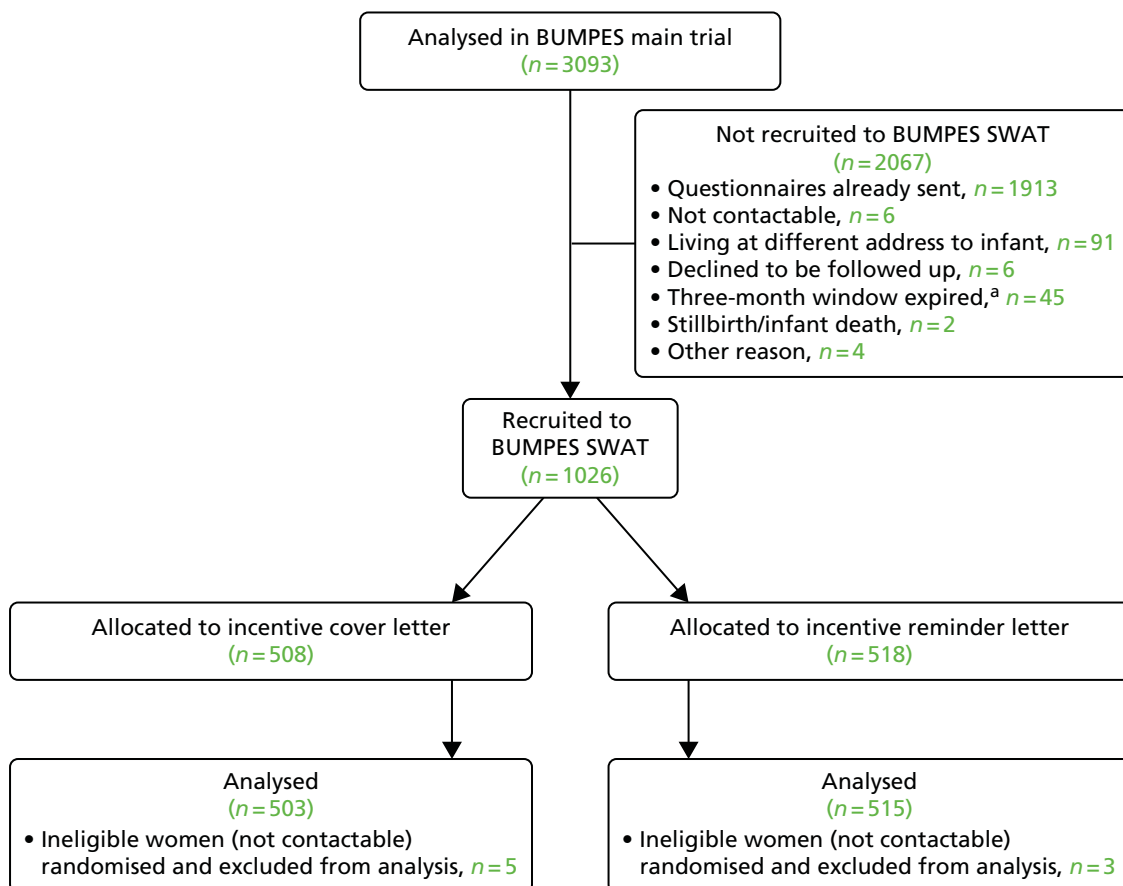 Analysed in BUMPES main trial
(n = 3093)
Not recruited to BUMPES SWAT
(n = 2067)
• Questionnaires already sent, n = 1913
• Not contactable, n = 6
• Living at different address to infant, n = 91
• Declined to be followed up, n = 6
• Three-month window expired,ᵃ n = 45
• Stillbirth/infant death, n = 2
• Other reason, n = 4
Recruited to
BUMPES SWAT
(n = 1026)
Allocated to incentive cover letter
(n = 508)
Allocated to incentive reminder letter
(n = 518)
Analysed
(n = 503)
• Ineligible women (not contactable)
randomised and excluded from analysis, n = 5
Analysed
(n = 515)
• Ineligible women (not contactable)
randomised and excluded from analysis, n = 3